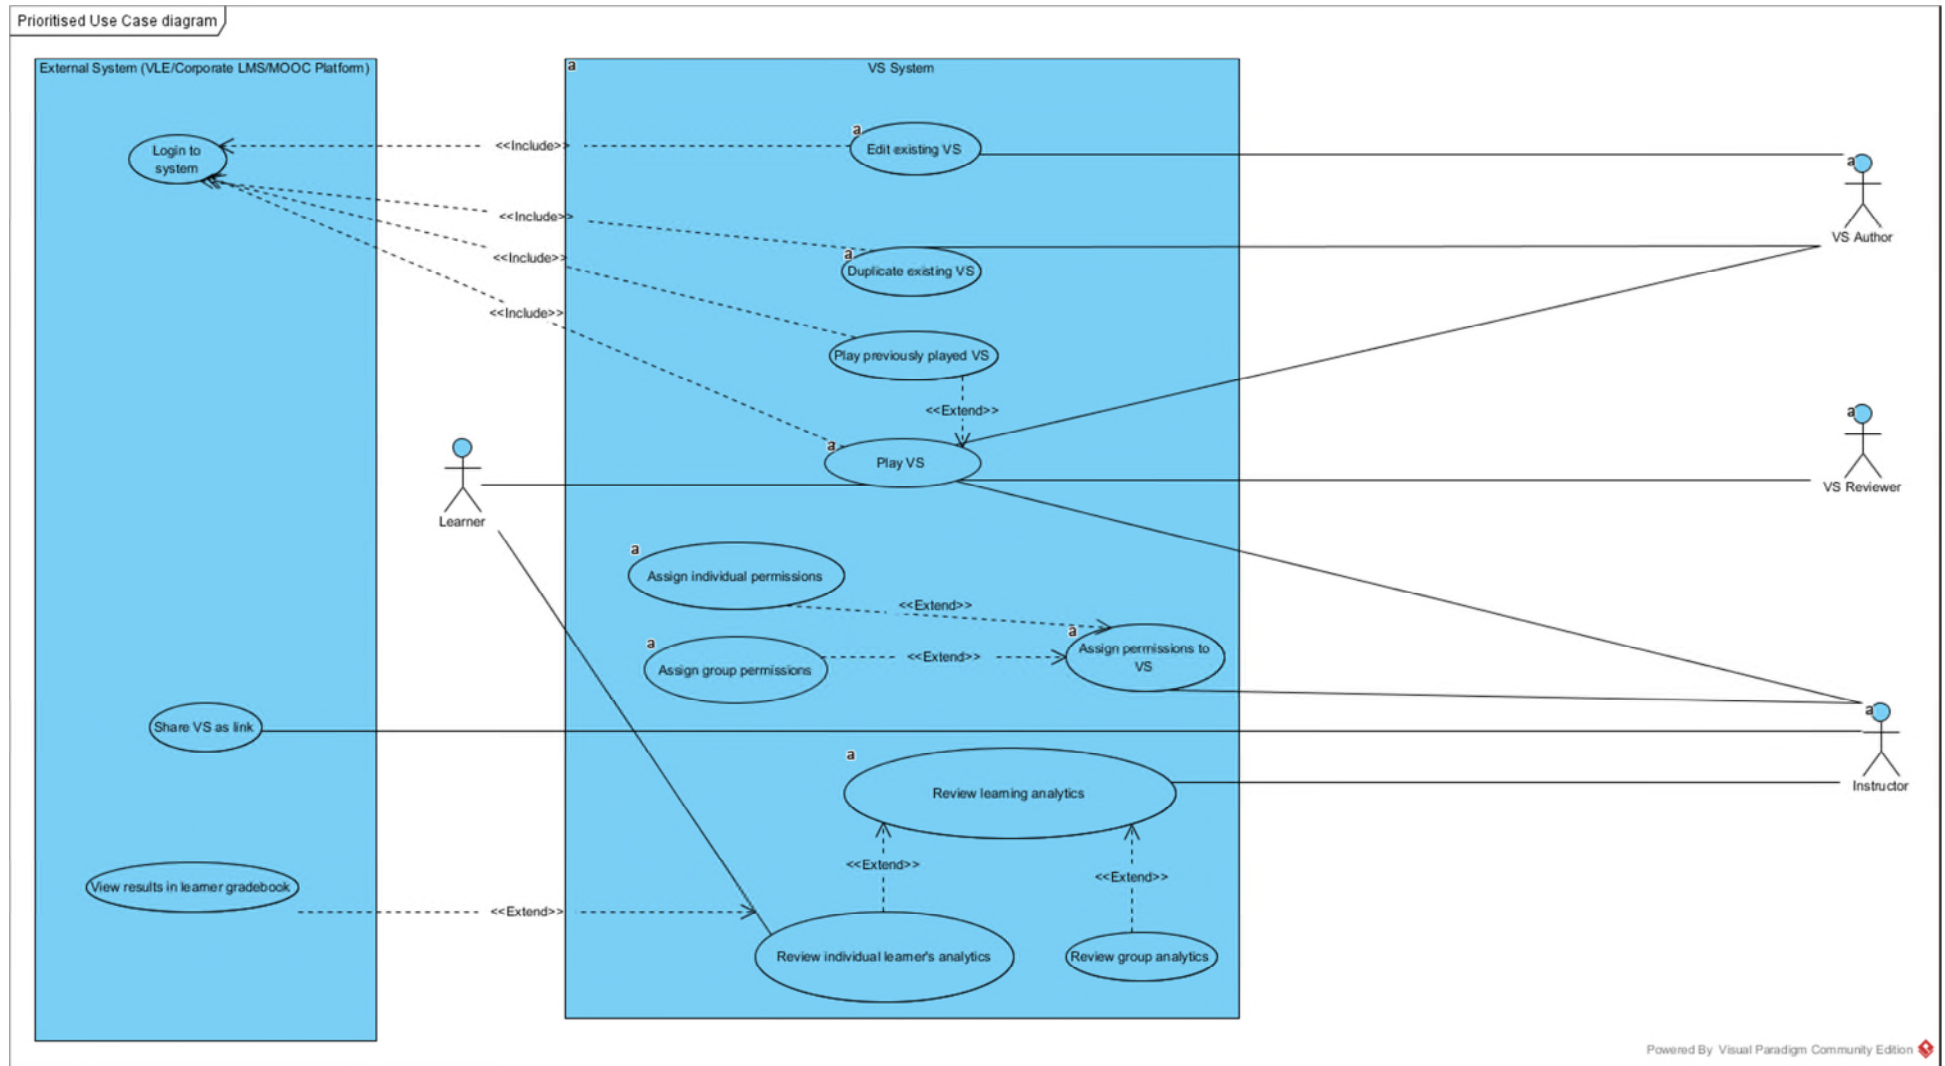 Prioritised Use Case diagram
External System (VLE/Corporate LMS/MOOC Platform)
a
VS System
Login to
system
<<Include>>
a
Edit existing VS
a
VS Author
<<Include>>
a
Duplicate existing VS
<<Include>>
Play previously played VS
<<Include>>
<<Extend>>
a
Play VS
Learner
a
VS Reviewer
a
Assign individual permissions
<<Extend>>
a
Assign group permissions
<<Extend>>
a
Assign permissions to
VS
Share VS as link
a
Instructor
a
Review learning analytics
<<Extend>>
<<Extend>>
View results in learner gradebook
<<Extend>>
Review individual learner's analytics
Review group analytics
Powered By Visual Paradigm Community Edition